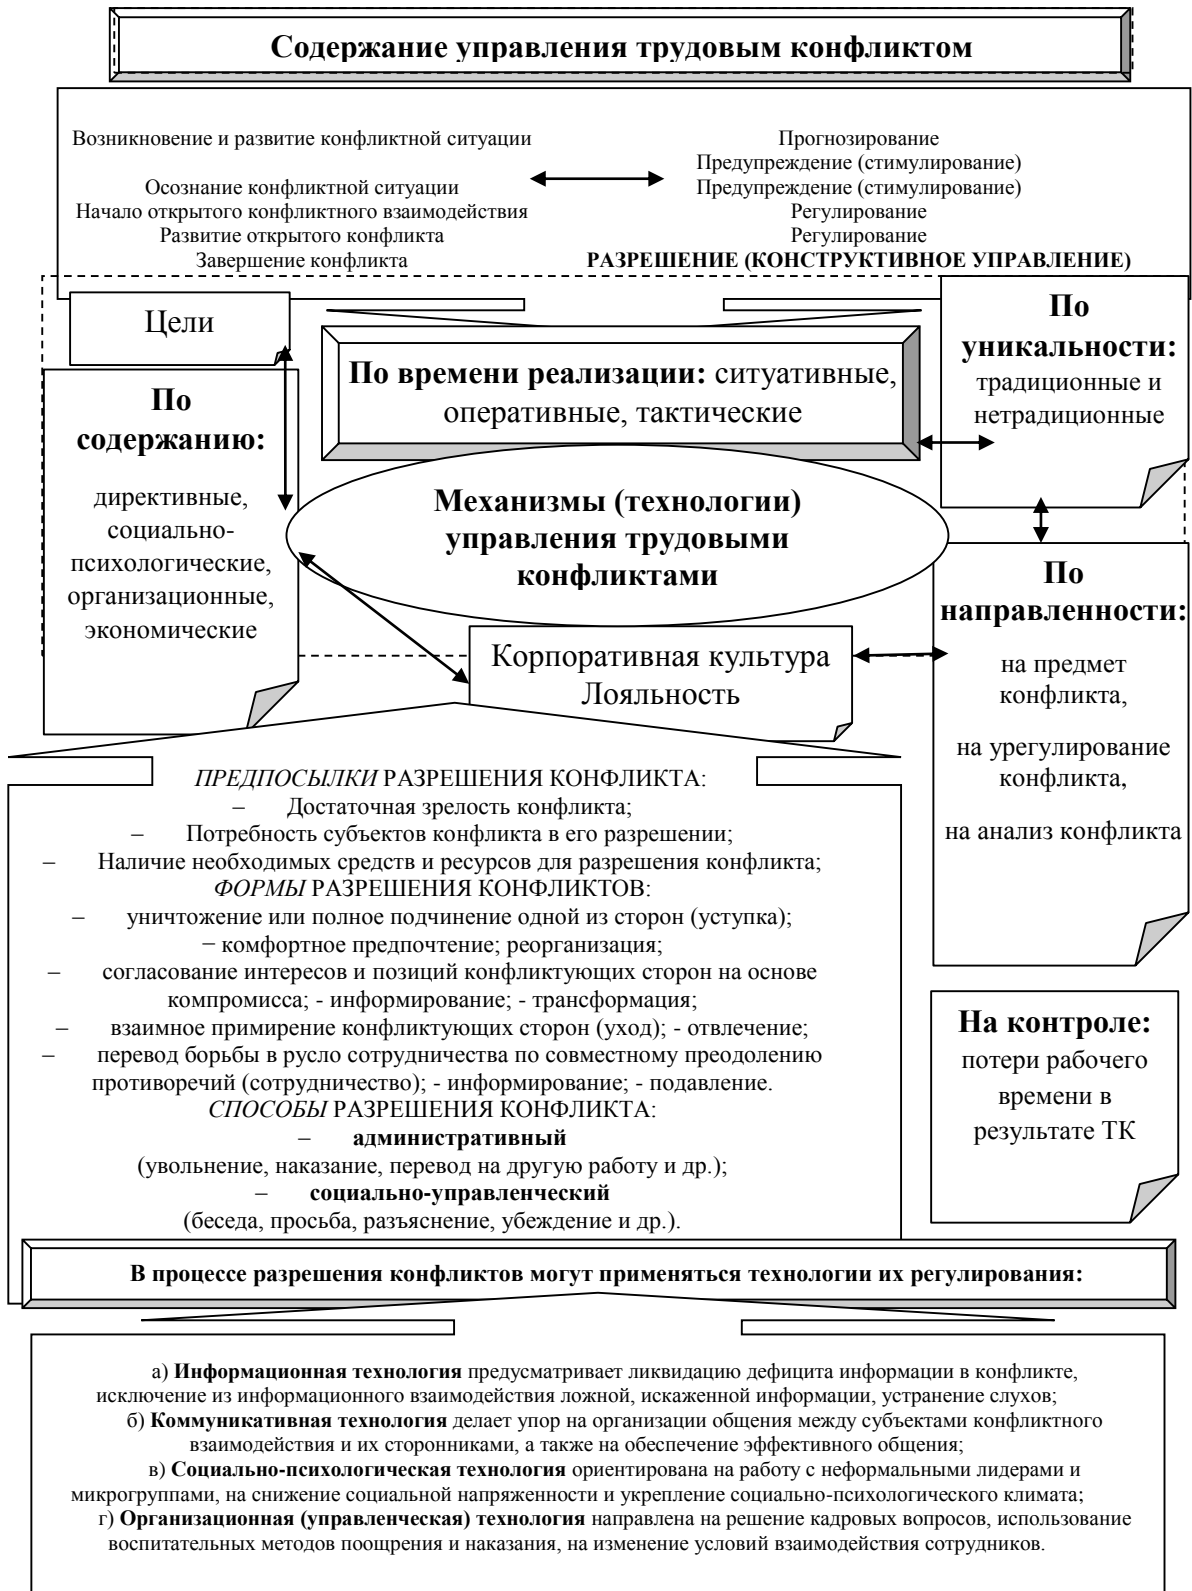 Содержание управления трудовым конфликтом
Возникновение и развитие конфликтной ситуации
Осознание конфликтной ситуации
Начало открытого конфликтного взаимодействия
Развитие открытого конфликта
Завершение конфликта
Прогнозирование
Предупреждение (стимулирование)
Предупреждение (стимулирование)
Регулирование
Регулирование
РАЗРЕШЕНИЕ (КОНСТРУКТИВНОЕ УПРАВЛЕНИЕ)
Цели
По
содержанию:
директивные,
социально-
психологические,
организационные,
экономические
По времени реализации: ситуативные,
оперативные, тактические
По
уникальности:
традиционные и
нетрадиционные
Механизмы (технологии)
управления трудовыми
конфликтами
Корпоративная культура
Лояльность
По
направленности:
на предмет
конфликта,
на урегулирование
конфликта,
на анализ конфликта
ПРЕДПОСЫЛКИ РАЗРЕШЕНИЯ КОНФЛИКТА:
– Достаточная зрелость конфликта;
– Потребность субъектов конфликта в его разрешении;
– Наличие необходимых средств и ресурсов для разрешения конфликта;
ФОРМЫ РАЗРЕШЕНИЯ КОНФЛИКТОВ:
– уничтожение или полное подчинение одной из сторон (уступка);
– комфортное предпочтение; реорганизация;
– согласование интересов и позиций конфликтующих сторон на основе
компромисса; - информирование; - трансформация;
– взаимное примирение конфликтующих сторон (уход); - отвлечение;
– перевод борьбы в русло сотрудничества по совместному преодолению
противоречий (сотрудничество); - информирование; - подавление.
СПОСОБЫ РАЗРЕШЕНИЯ КОНФЛИКТА:
– административный
(увольнение, наказание, перевод на другую работу и др.);
– социально-управленческий
(беседа, просьба, разъяснение, убеждение и др.).
На контроле:
потери рабочего
времени в
результате ТК
В процессе разрешения конфликтов могут применяться технологии их регулирования:
а) Информационная технология предусматривает ликвидацию дефицита информации в конфликте,
исключение из информационного взаимодействия ложной, искаженной информации, устранение слухов;
б) Коммуникативная технология делает упор на организации общения между субъектами конфликтного
взаимодействия и их сторонниками, а также на обеспечение эффективного общения;
в) Социально-психологическая технология ориентирована на работу с неформальными лидерами и
микрогруппами, на снижение социальной напряженности и укрепление социально-психологического климата;
г) Организационная (управленческая) технология направлена на решение кадровых вопросов, использование
воспитательных методов поощрения и наказания, на изменение условий взаимодействия сотрудников.